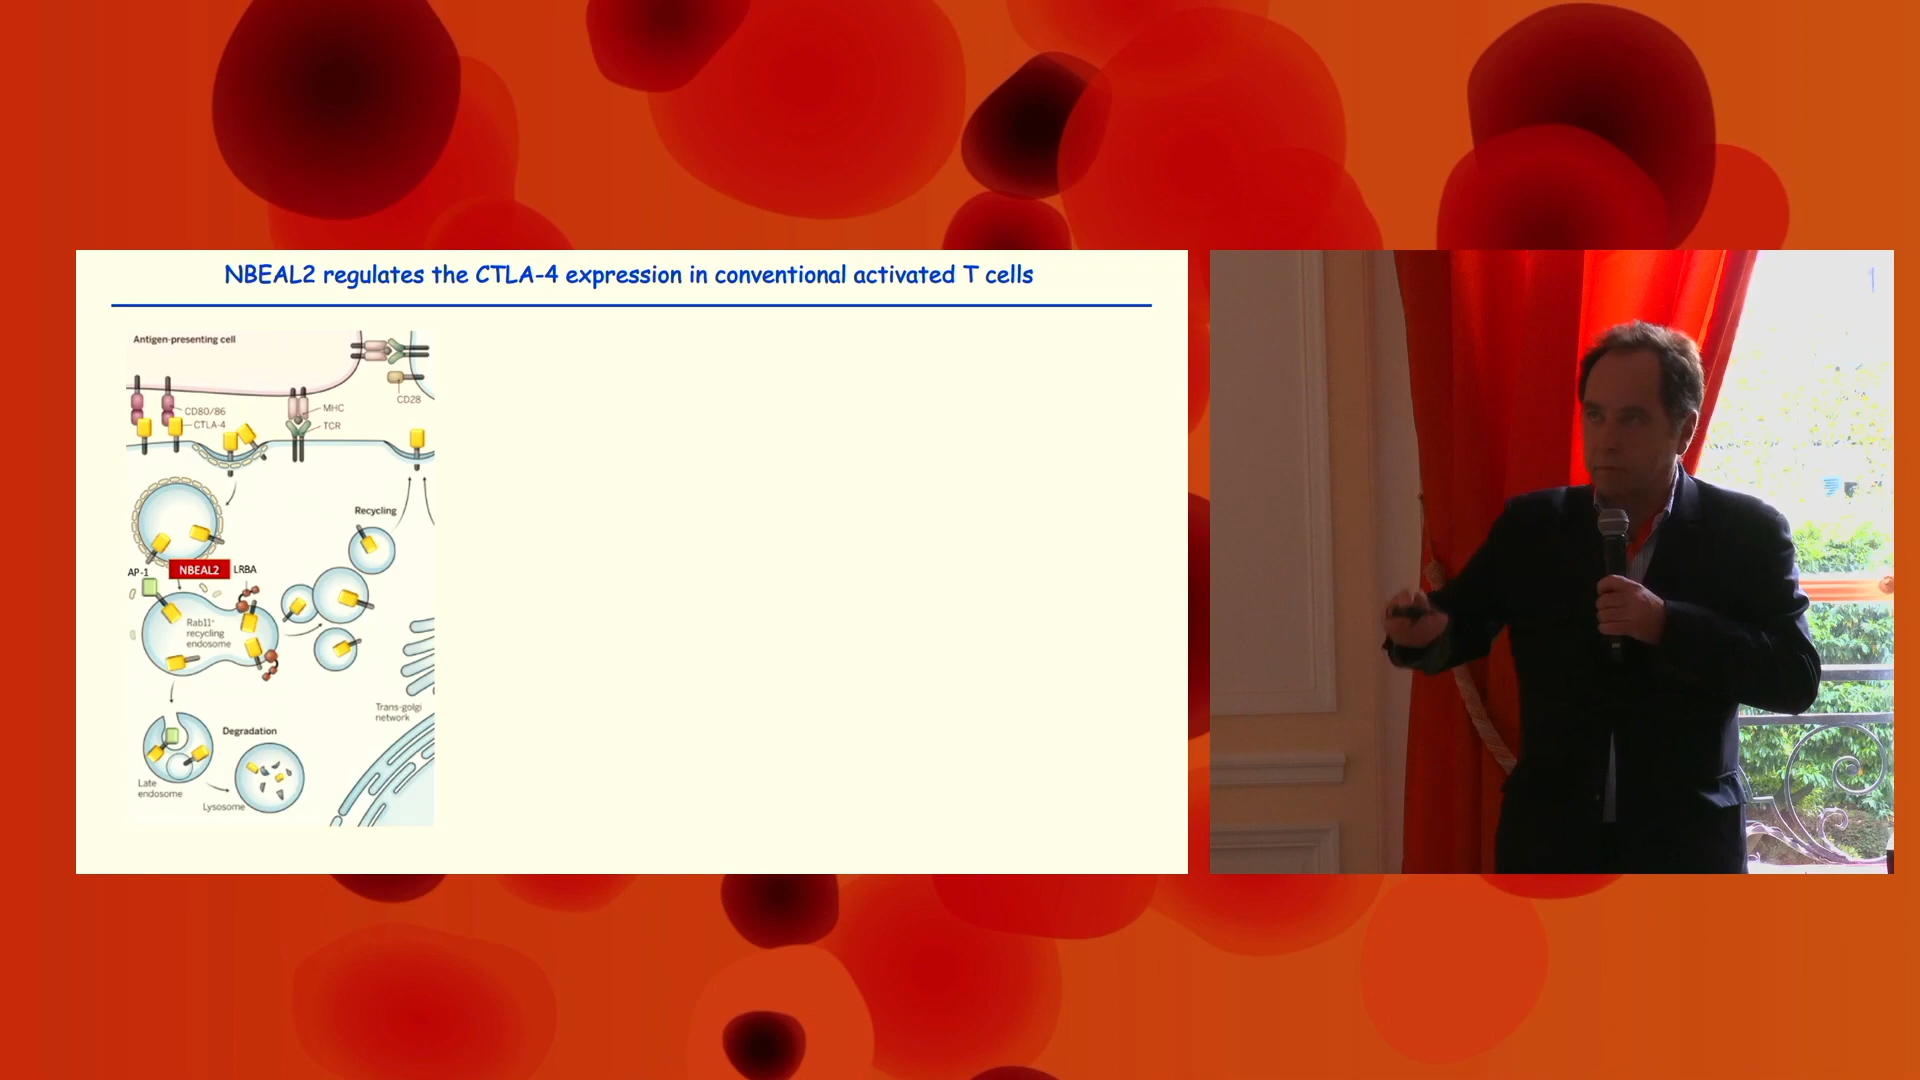 NBEAL2 regulates the CTLA-4 expression in conventional activated T cells
Antigen-presenting cell
CD28
CD80/86
MHC
CTLA-4
TCR
Recycling
AP-1
NBEAL2
LRBA
Rab11+
recycling
endosome
Trans-golgi
network
Degradation
Late
endosome
Lysosome